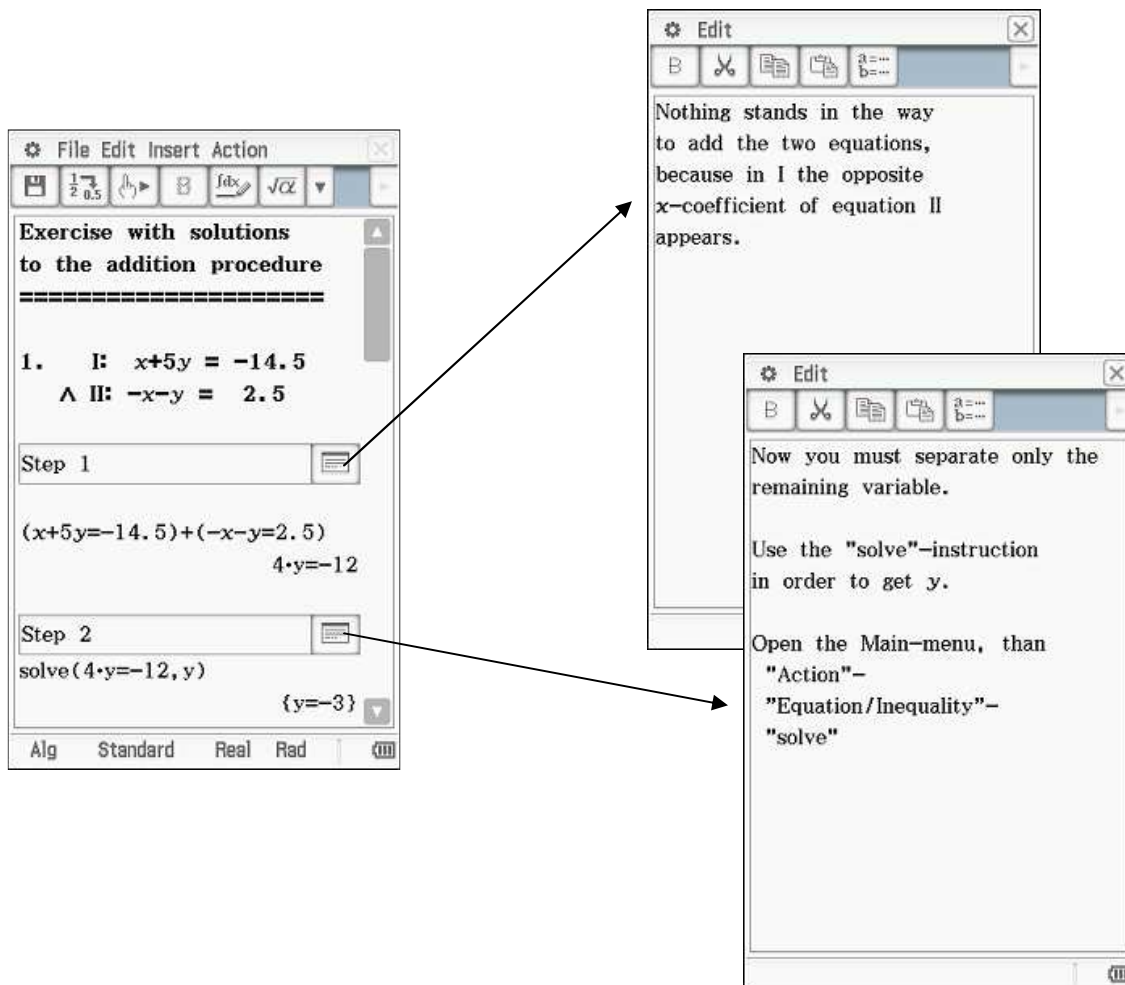 File Edit Insert Action
Exercise with solutions
to the addition procedure
======================
1. I: x+5y = -14.5
∧ II: -x-y = 2.5
Step 1
(x+5y=-14.5)+(-x-y=2.5)
4·y=-12
Step 2
solve(4·y=-12,y)
{y=-3}
Alg Standard Real Rad
Edit
B
a=…
b=…
Nothing stands in the way
to add the two equations,
because in I the opposite
x-coefficient of equation II
appears.
Edit
B
a=…
b=…
Now you must separate only the
remaining variable.
Use the "solve"-instruction
in order to get y.
Open the Main-menu, than
"Action"-
"Equation/Inequality"-
"solve"